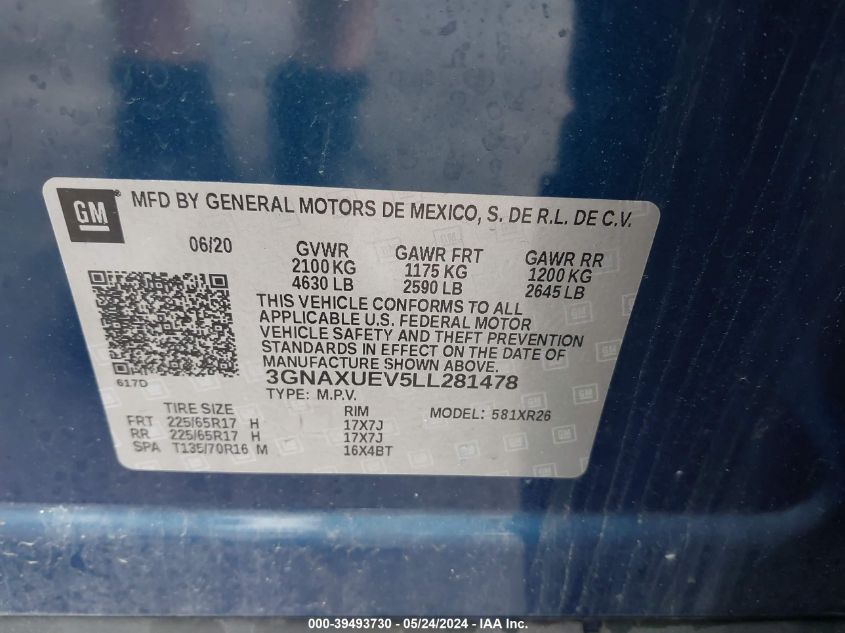 GM MFD BY GENERAL MOTORS DE MEXICO, S. DE R.L. DE C.V.
06/20 GVWR GAWR FRT GAWR RR
2100 KG 1175 KG 1200 KG
4630 LB 2590 LB 2645 LB
THIS VEHICLE CONFORMS TO ALL
APPLICABLE U.S. FEDERAL MOTOR
VEHICLE SAFETY AND THEFT PREVENTION
STANDARDS IN EFFECT ON THE DATE OF
MANUFACTURE SHOWN ABOVE.
617D 3GNAXUEV5LL281478
TYPE: M.P.V. MODEL: 581XR26
TIRE SIZE RIM
FRT 225/65R17 H 17X7J
RR 225/65R17 H 17X7J
SPA T135/70R16 M 16X4BT
000-39493730 - 05/24/2024 - IAA Inc.